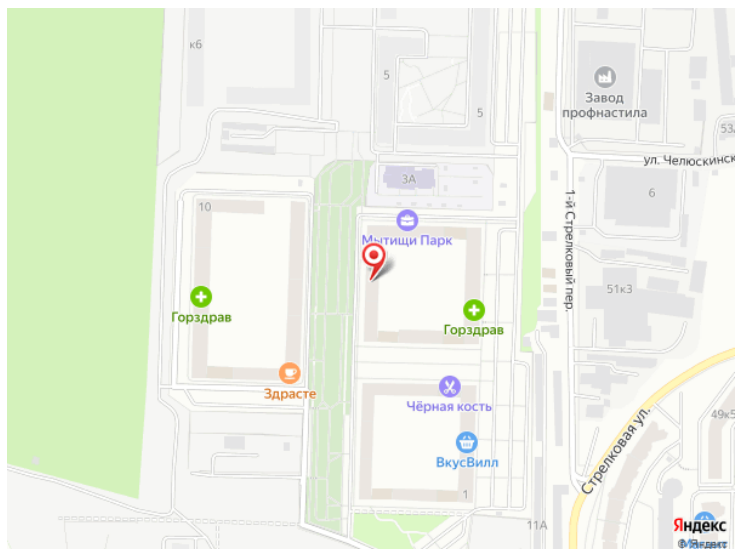 к6
5
5
Завод
профнастила
ул. Челюскинск
3А
6
1-й Стрелковый пер.
10
Мытищи Парк
51к3
Горздрав
Горздрав
Здрасте
Чёрная кость
49к5
Стрелковая ул.
ВкусВилл
1
11А
Яндекс